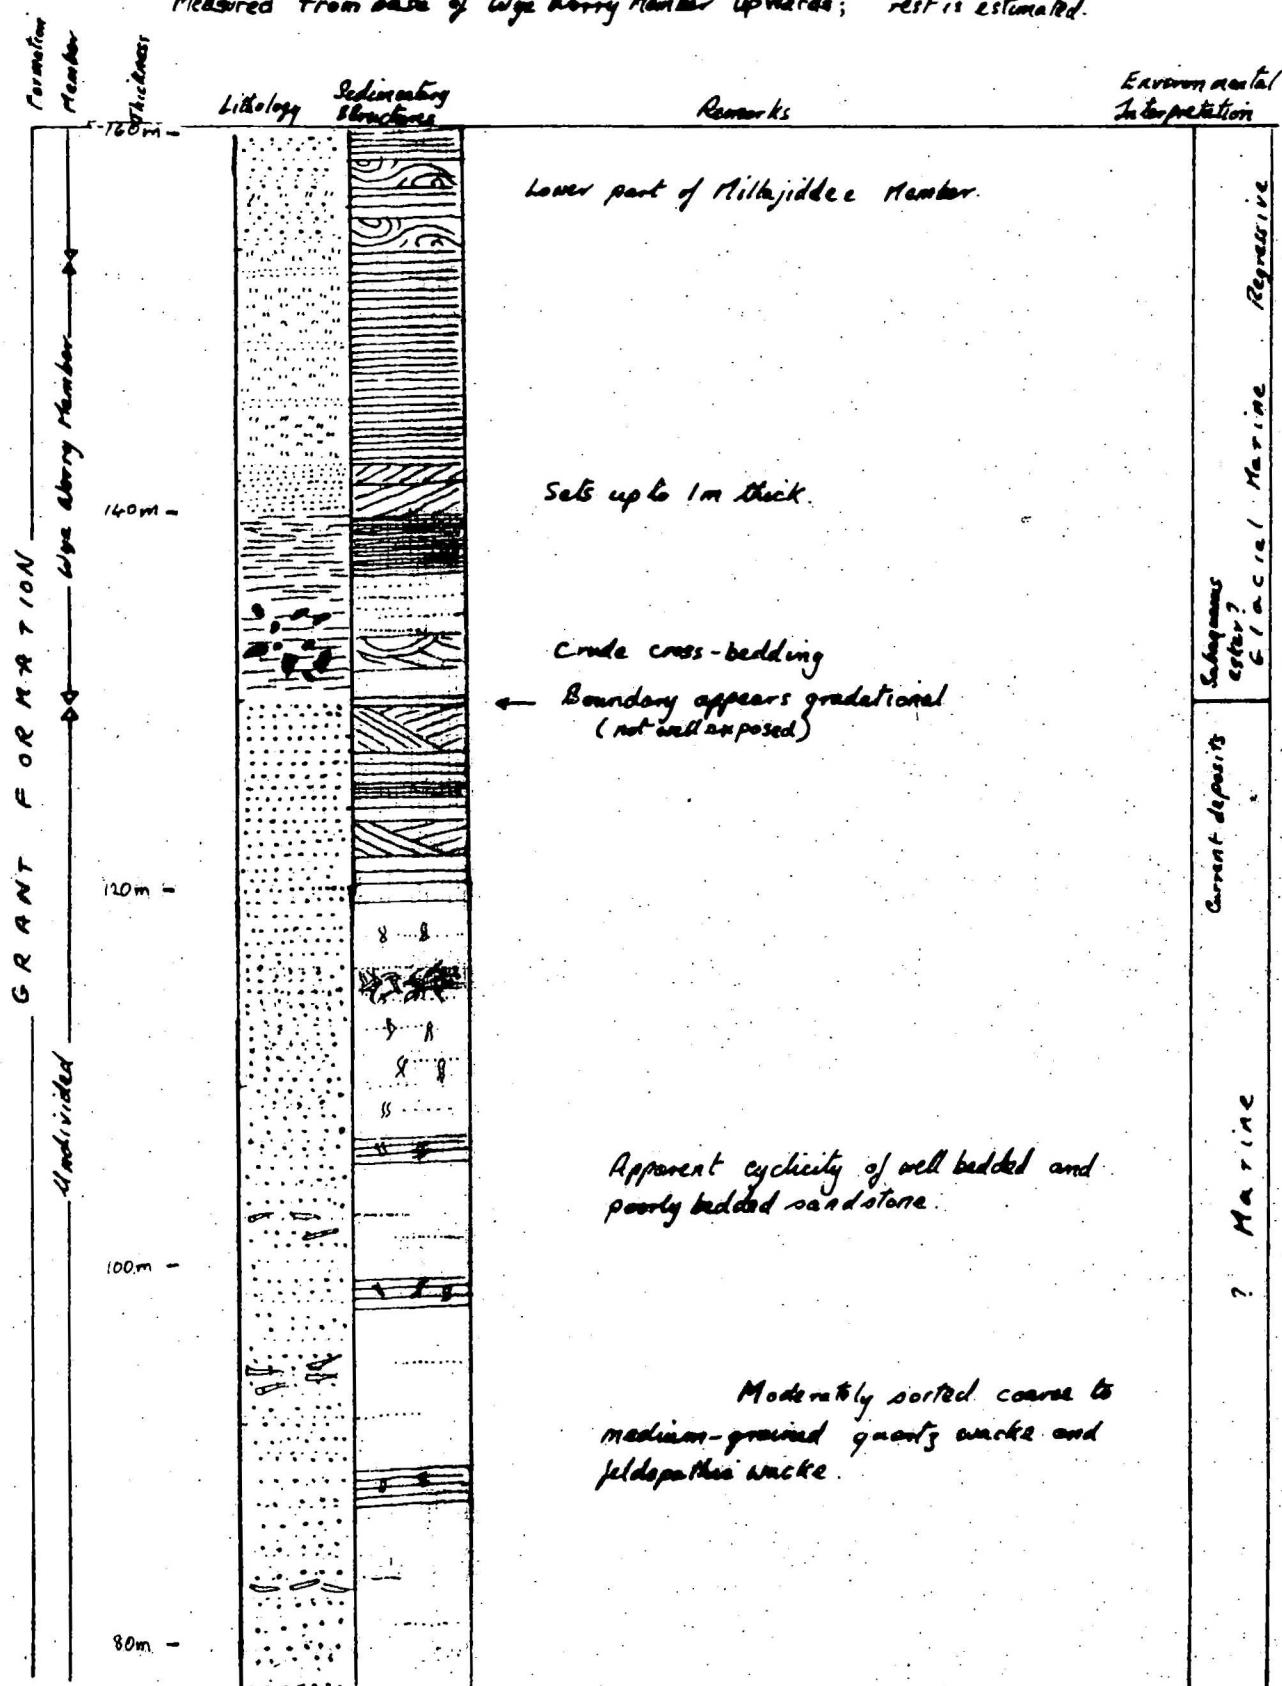 Measured from base of Wye Worry Member upwards; rest is estimated.
Formation
Member
Thickness
Lithology
Sedimentary
Structures
Remarks
Environmental
Interpretation
160m
Lower part of Millajiddee Member.
Regressive
Wye Worry Member
Sets up to 1m thick.
140m
Glacial Marine
Subaqueous
esker?
GRANT FORMATION
Crude cross-bedding
← Boundary appears gradational
(not well exposed)
Current deposits
120m
Undivided
Apparent cyclicity of well bedded and
poorly bedded sandstone.
? Marine
100m
Moderately sorted coarse to
medium-grained quartz wacke and
feldspathic wacke.
80m